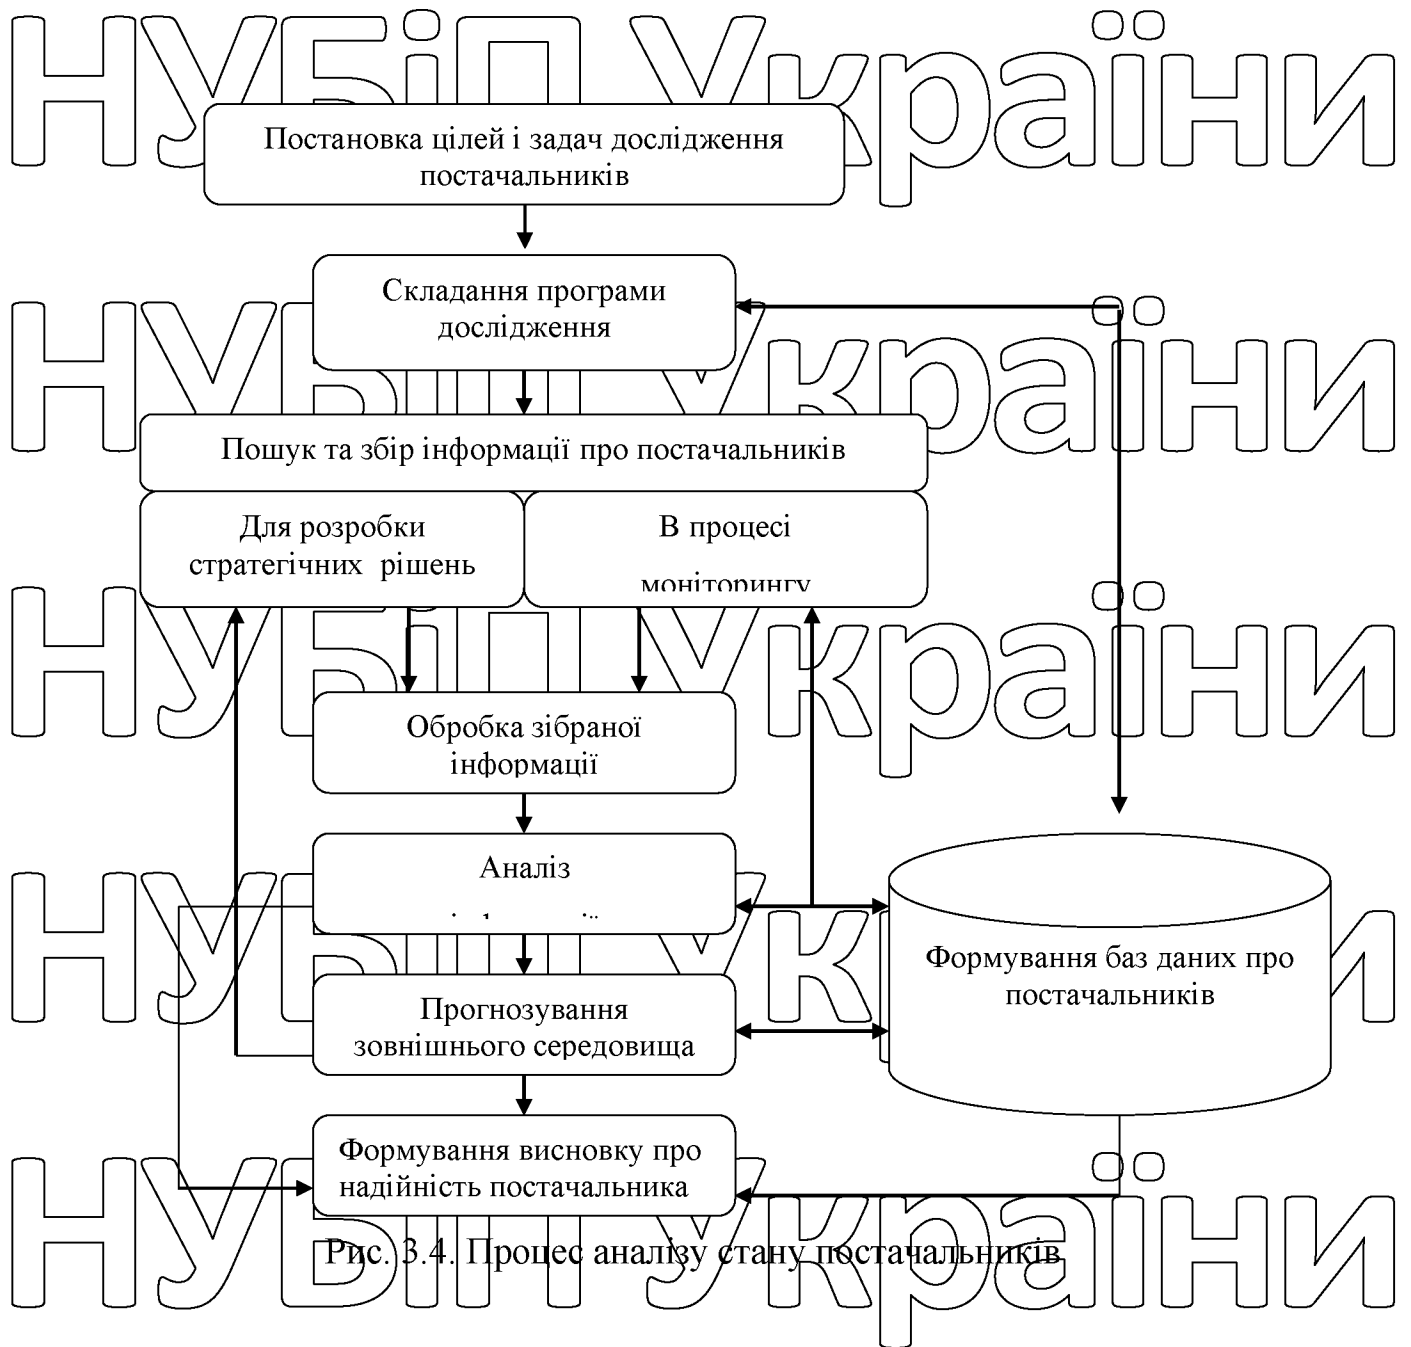 НУБіП України
Постановка цілей і задач дослідження
постачальників
Складання програми
дослідження
НУБіП України
Пошук та збір інформації про постачальників
Для розробки
стратегічних рішень
В процесі
моніторингу
НУБіП України
Обробка зібраної
інформації
Аналіз
НУБіП України
Формування баз даних про
постачальників
Прогнозування
зовнішнього середовища
Формування висновку про
надійність постачальника
НУБіП України
Рис. 3.4. Процес аналізу стану постачальників